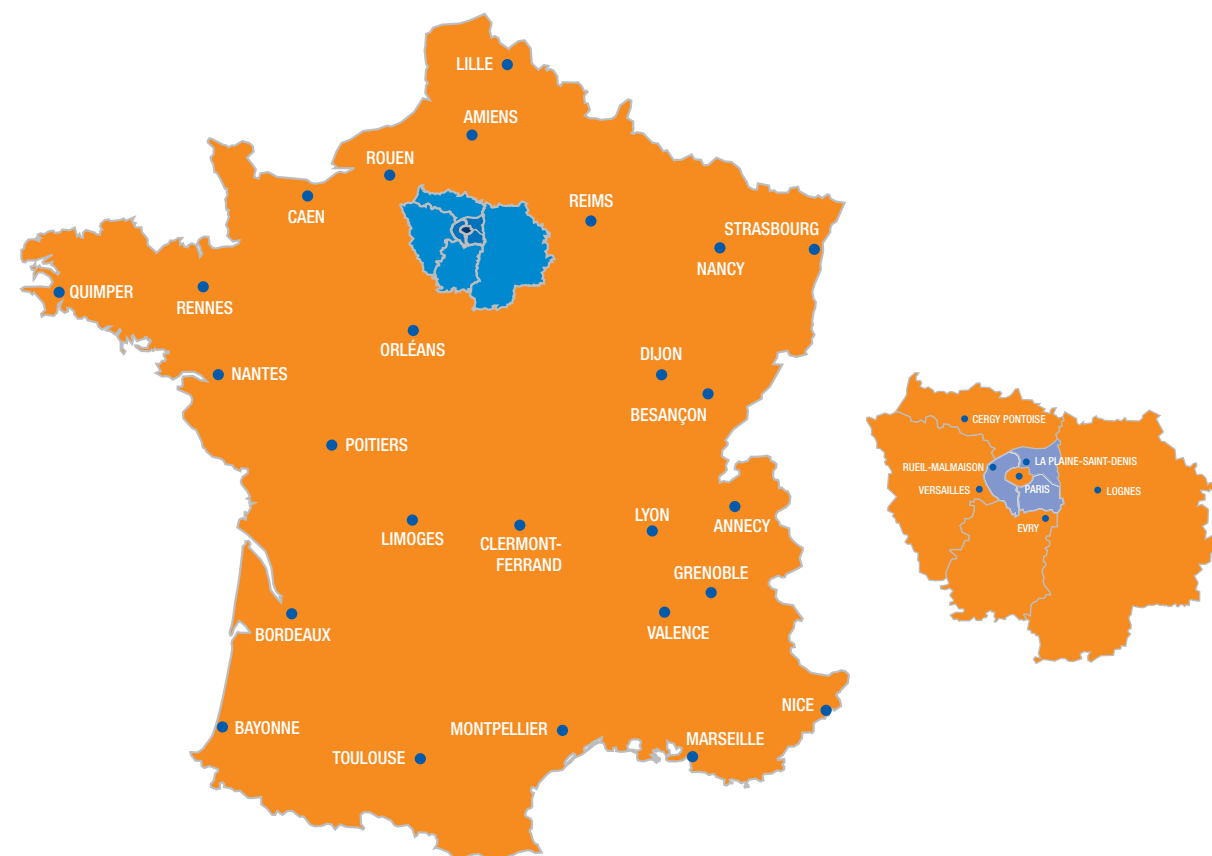 LILLE
AMIENS
ROUEN
CAEN
REIMS
STRASBOURG
NANCY
QUIMPER
RENNES
ORLÉANS
NANTES
DIJON
BESANÇON
POITIERS
LIMOGES
CLERMONT-
FERRAND
LYON
ANNECY
GRENOBLE
VALENCE
BORDEAUX
BAYONNE
TOULOUSE
MONTPELLIER
MARSEILLE
NICE
CERGY PONTOISE
RUEIL-MALMAISON
LA PLAINE-SAINT-DENIS
VERSAILLES
PARIS
LOGNES
EVRY